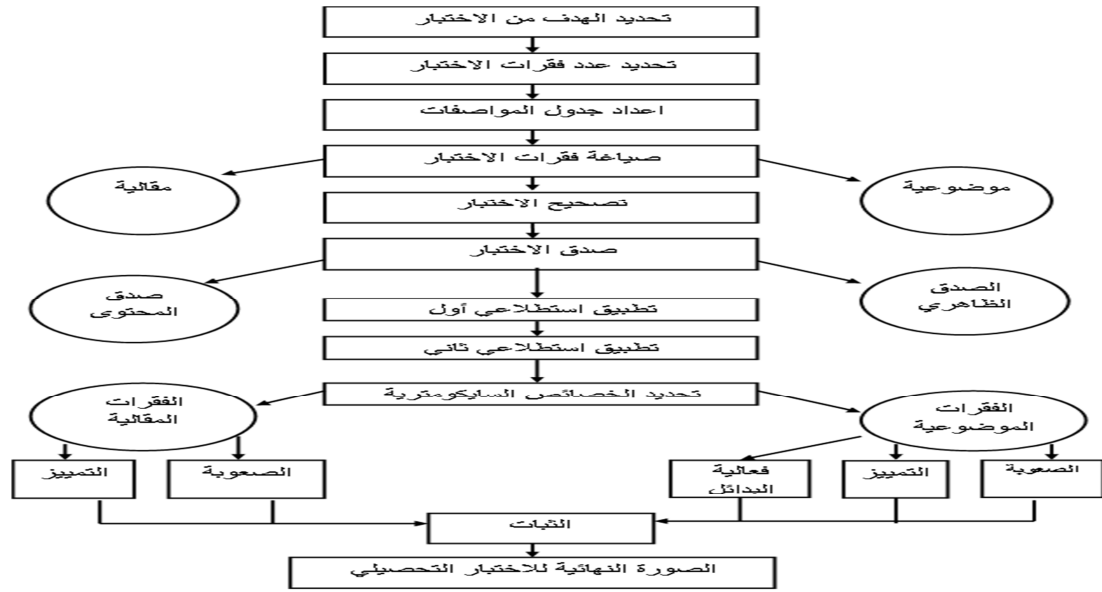 تحديد الهدف من الاختبار
تحديد عدد فقرات الاختبار
اعداد جدول المواصفات
صياغة فقرات الاختبار
موضوعية
مقالية
تصحيح الاختبار
صدق الاختبار
الصدق
الظاهري
صدق
المحتوى
تطبيق استطلاعي أول
تطبيق استطلاعي ثاني
تحديد الخصائص السايكومترية
الفقرات
الموضوعية
الفقرات
المقالية
الصعوبة
التمييز
فعالية
البدائل
الصعوبة
التمييز
الثبات
الصورة النهائية للاختبار التحصيلي